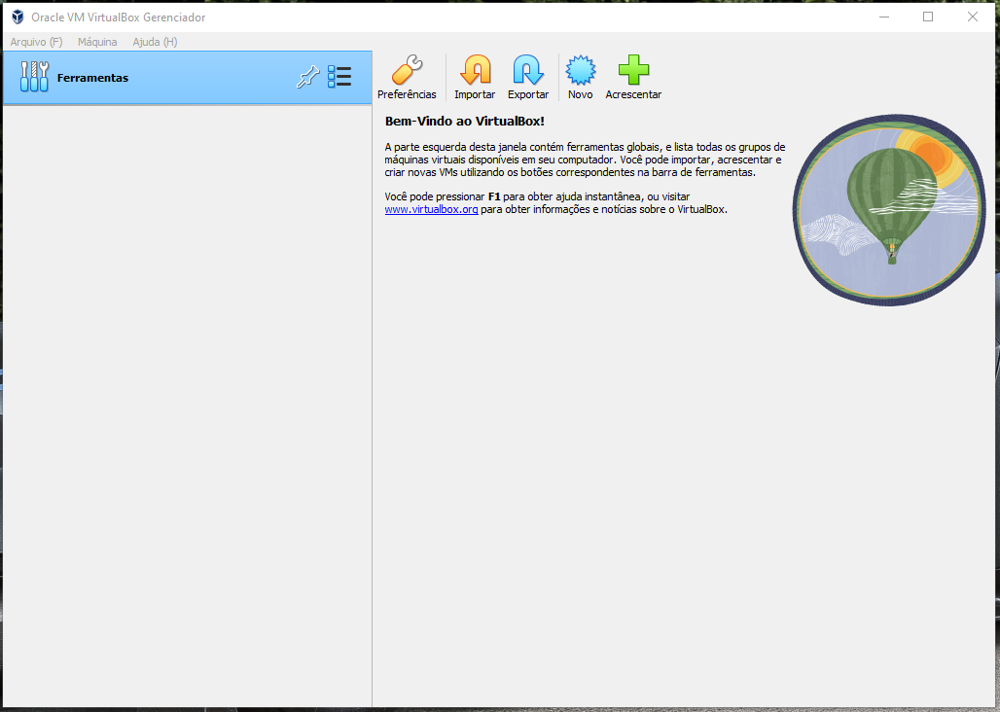 Oracle VM VirtualBox Gerenciador
Arquivo (F) Máquina Ajuda (H)
Ferramentas
Preferências Importar Exportar Novo Acrescentar
Bem-Vindo ao VirtualBox!
A parte esquerda desta janela contém ferramentas globais, e lista todas os grupos de
máquinas virtuais disponíveis em seu computador. Você pode importar, acrescentar e
criar novas VMs utilizando os botões correspondentes na barra de ferramentas.
Você pode pressionar F1 para obter ajuda instantânea, ou visitar
www.virtualbox.org para obter informações e notícias sobre o VirtualBox.